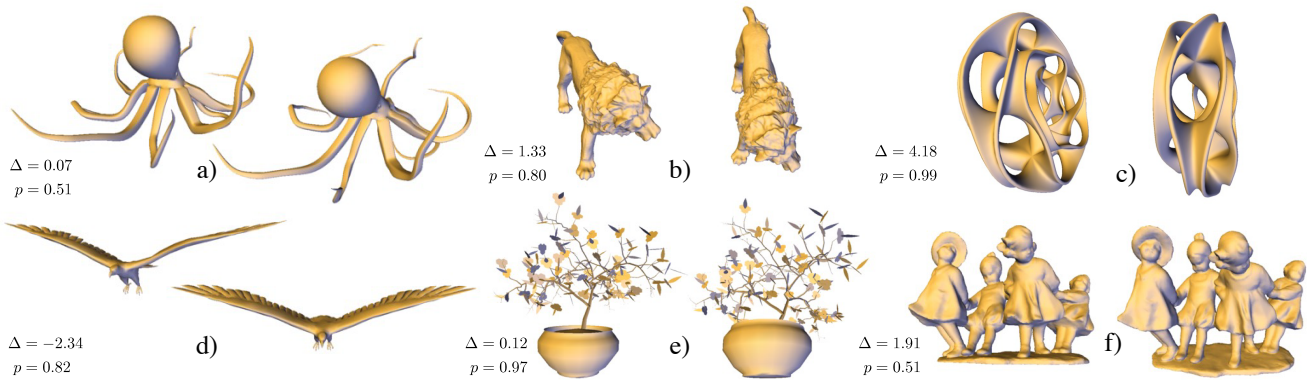 Δ = 0.07
p = 0.51
a)
Δ = 1.33
p = 0.80
b)
Δ = 4.18
p = 0.99
c)
Δ = −2.34
p = 0.82
d)
Δ = 0.12
p = 0.97
e)
Δ = 1.91
p = 0.51
f)